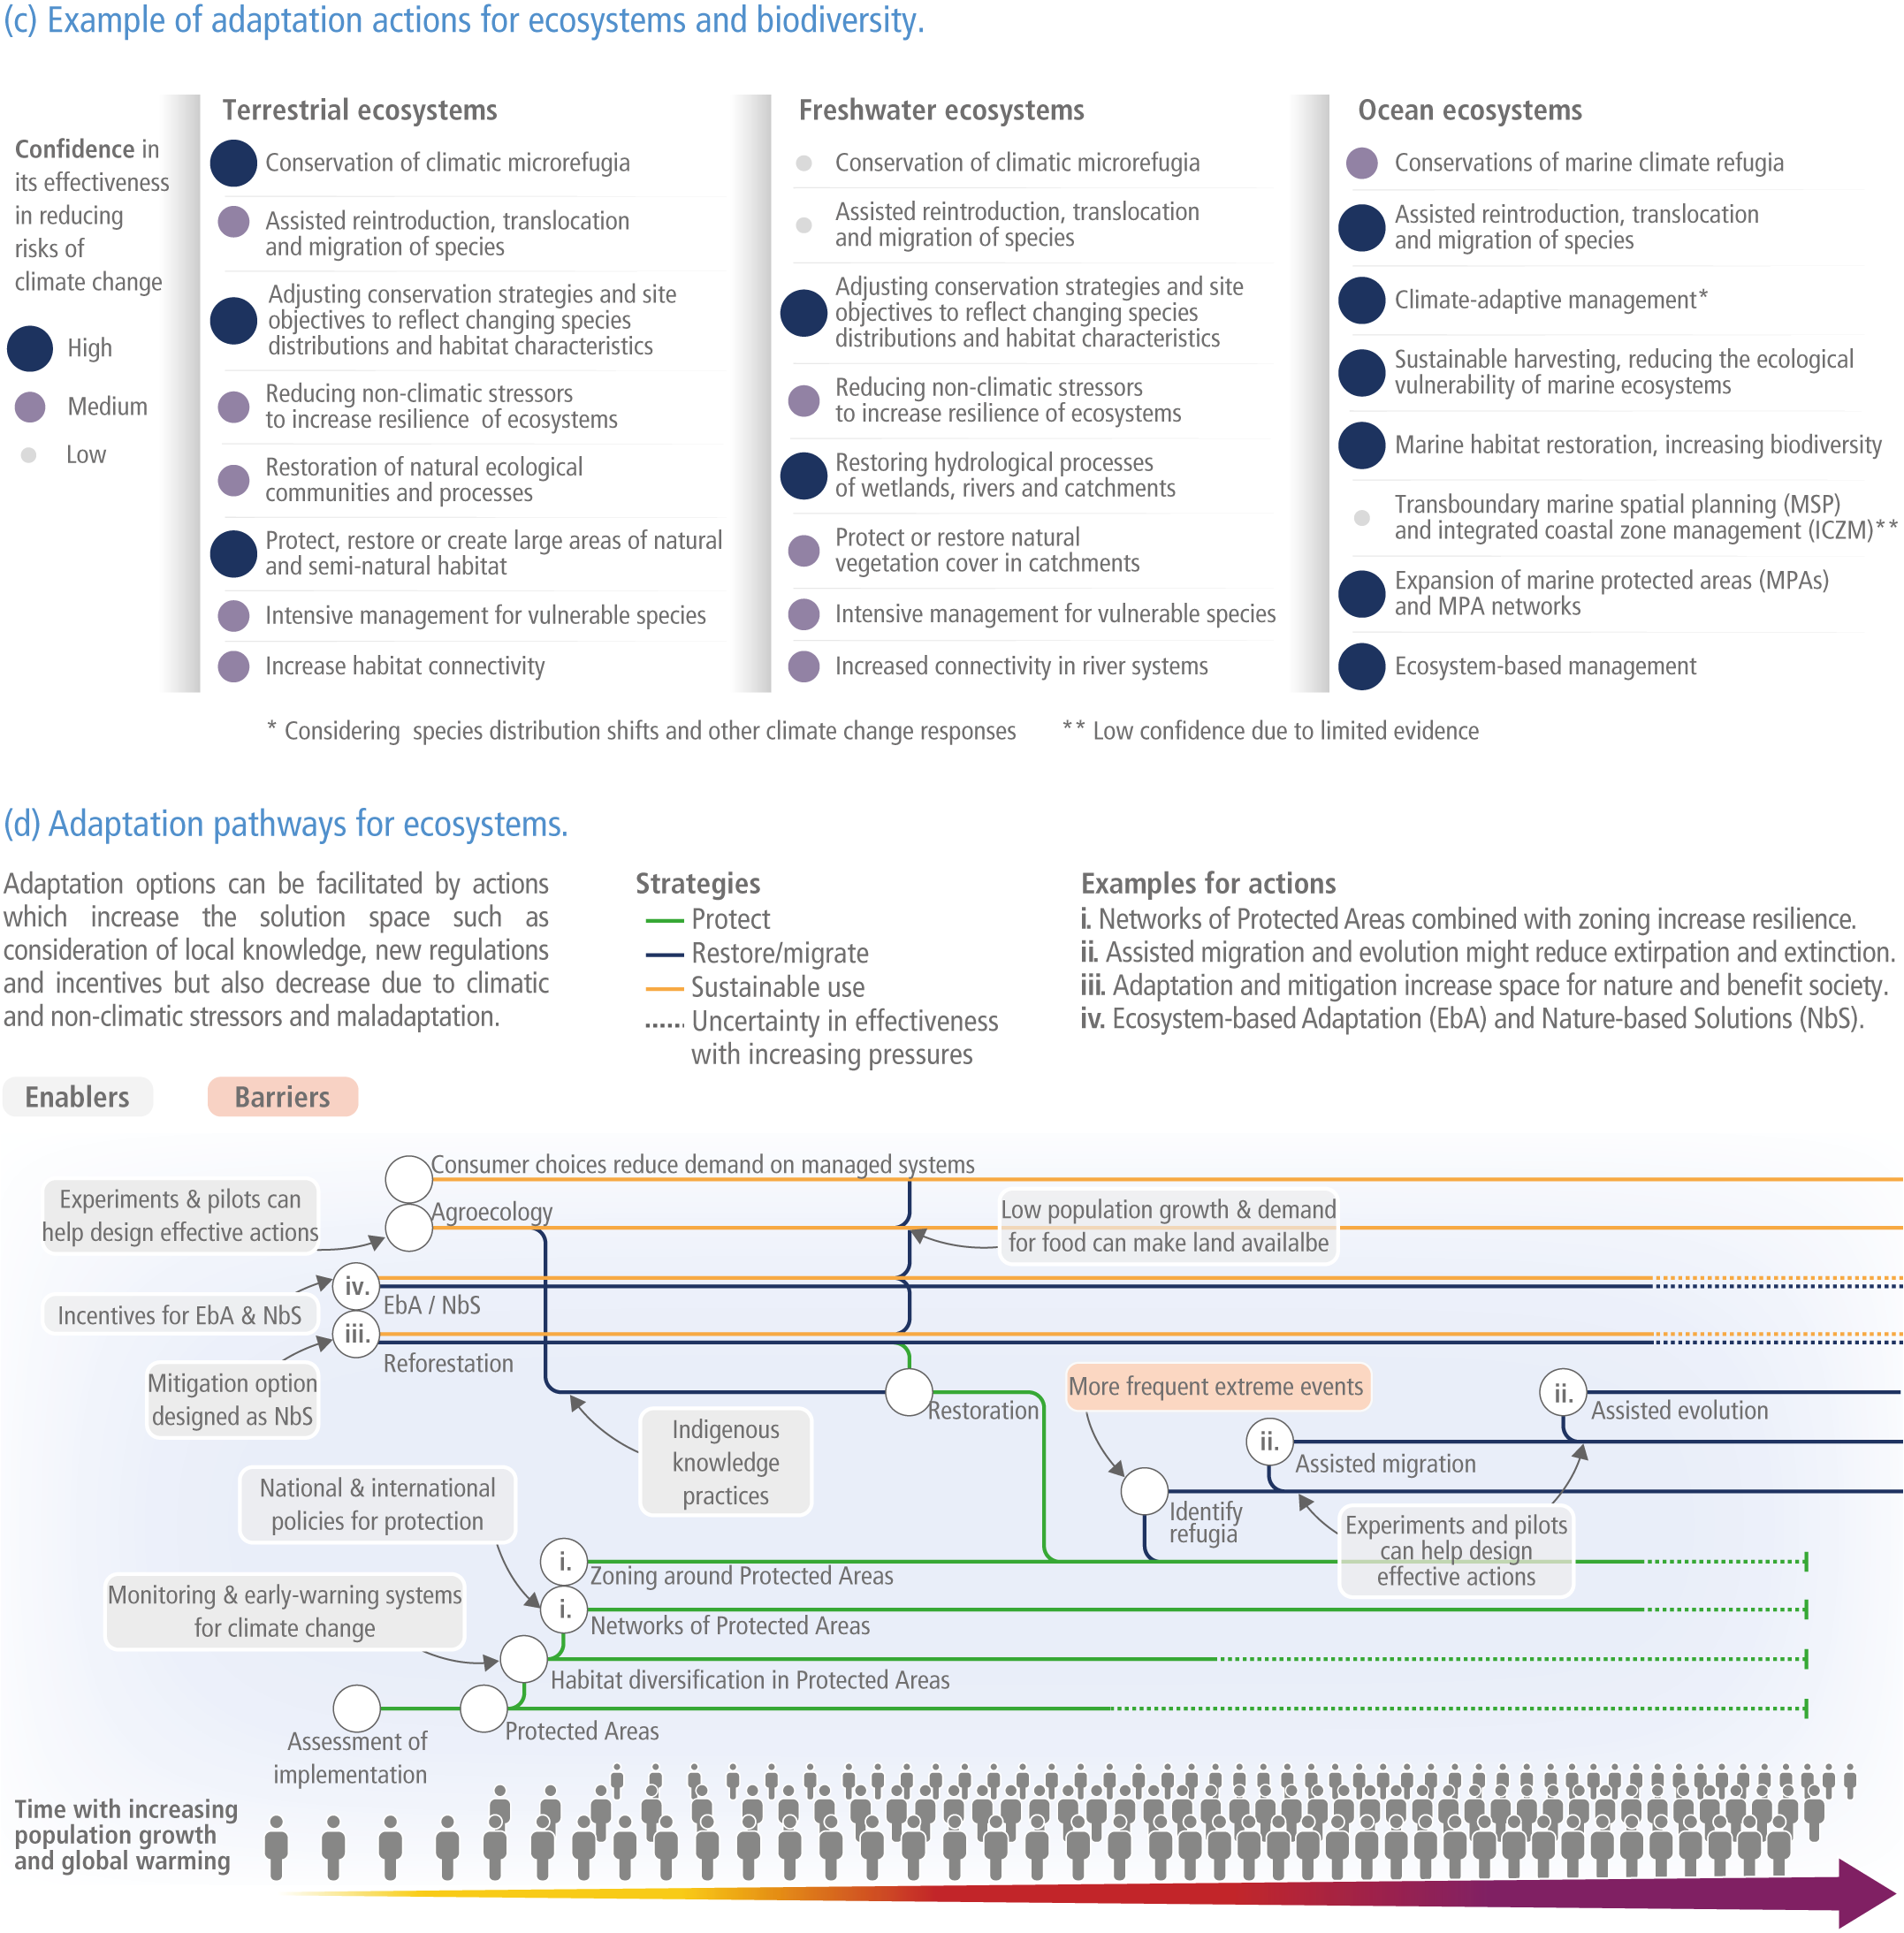 (c) Example of adaptation actions for ecosystems and biodiversity.
Confidence in
its effectiveness
in reducing
risks of
climate change
High
Medium
Low
Terrestrial ecosystems
Conservation of climatic microrefugia
Assisted reintroduction, translocation
and migration of species
Adjusting conservation strategies and site
objectives to reflect changing species
distributions and habitat characteristics
Reducing non-climatic stressors
to increase resilience of ecosystems
Restoration of natural ecological
communities and processes
Protect, restore or create large areas of natural
and semi-natural habitat
Intensive management for vulnerable species
Increase habitat connectivity
Freshwater ecosystems
Conservation of climatic microrefugia
Assisted reintroduction, translocation
and migration of species
Adjusting conservation strategies and site
objectives to reflect changing species
distributions and habitat characteristics
Reducing non-climatic stressors
to increase resilience of ecosystems
Restoring hydrological processes
of wetlands, rivers and catchments
Protect or restore natural
vegetation cover in catchments
Intensive management for vulnerable species
Increased connectivity in river systems
Ocean ecosystems
Conservations of marine climate refugia
Assisted reintroduction, translocation
and migration of species
Climate-adaptive management*
Sustainable harvesting, reducing the ecological
vulnerability of marine ecosystems
Marine habitat restoration, increasing biodiversity
Transboundary marine spatial planning (MSP)
and integrated coastal zone management (ICZM)**
Expansion of marine protected areas (MPAs)
and MPA networks
Ecosystem-based management
* Considering species distribution shifts and other climate change responses
** Low confidence due to limited evidence
(d) Adaptation pathways for ecosystems.
Adaptation options can be facilitated by actions
which increase the solution space such as
consideration of local knowledge, new regulations
and incentives but also decrease due to climatic
and non-climatic stressors and maladaptation.
Strategies
Protect
Restore/migrate
Sustainable use
Uncertainty in effectiveness
with increasing pressures
Examples for actions
i. Networks of Protected Areas combined with zoning increase resilience.
ii. Assisted migration and evolution might reduce extirpation and extinction.
iii. Adaptation and mitigation increase space for nature and benefit society.
iv. Ecosystem-based Adaptation (EbA) and Nature-based Solutions (NbS).
Enablers
Barriers
Consumer choices reduce demand on managed systems
Experiments & pilots can
help design effective actions
Agroecology
Low population growth & demand
for food can make land availalbe
iv.
EbA / NbS
Incentives for EbA & NbS
iii.
Reforestation
Mitigation option
designed as NbS
More frequent extreme events
Restoration
ii.
Assisted evolution
Indigenous
knowledge
practices
ii.
Assisted migration
National & international
policies for protection
Identify
refugia
Experiments and pilots
can help design
effective actions
i.
Zoning around Protected Areas
i.
Networks of Protected Areas
Monitoring & early-warning systems
for climate change
Habitat diversification in Protected Areas
Protected Areas
Assessment of
implementation
Time with increasing
population growth
and global warming